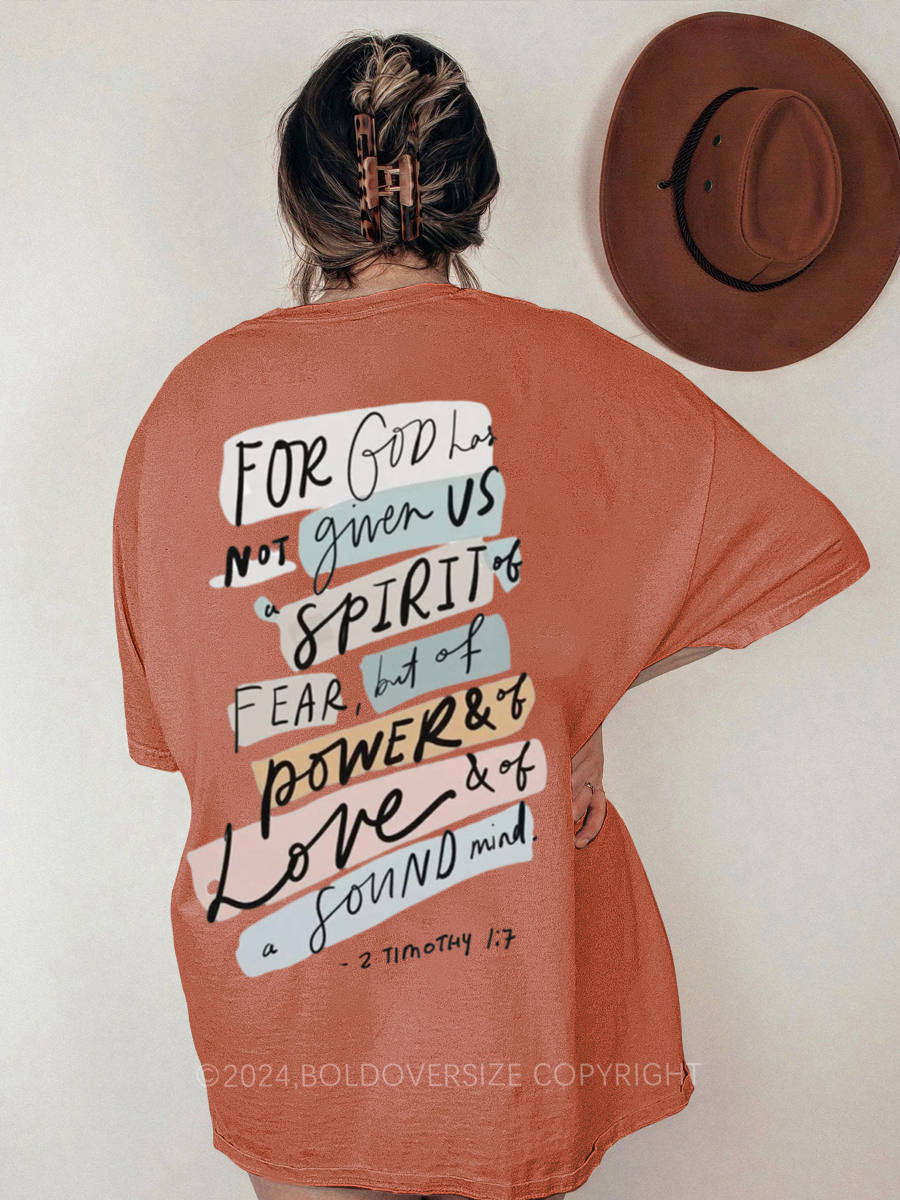 FOR GOD has
NOT given US
a SPIRIT of
FEAR, but of
POWER & of
Love & of
a SOUND mind.
- 2 TIMOTHY 1:7
©2024,BOLDOVERSIZE COPYRIGHT